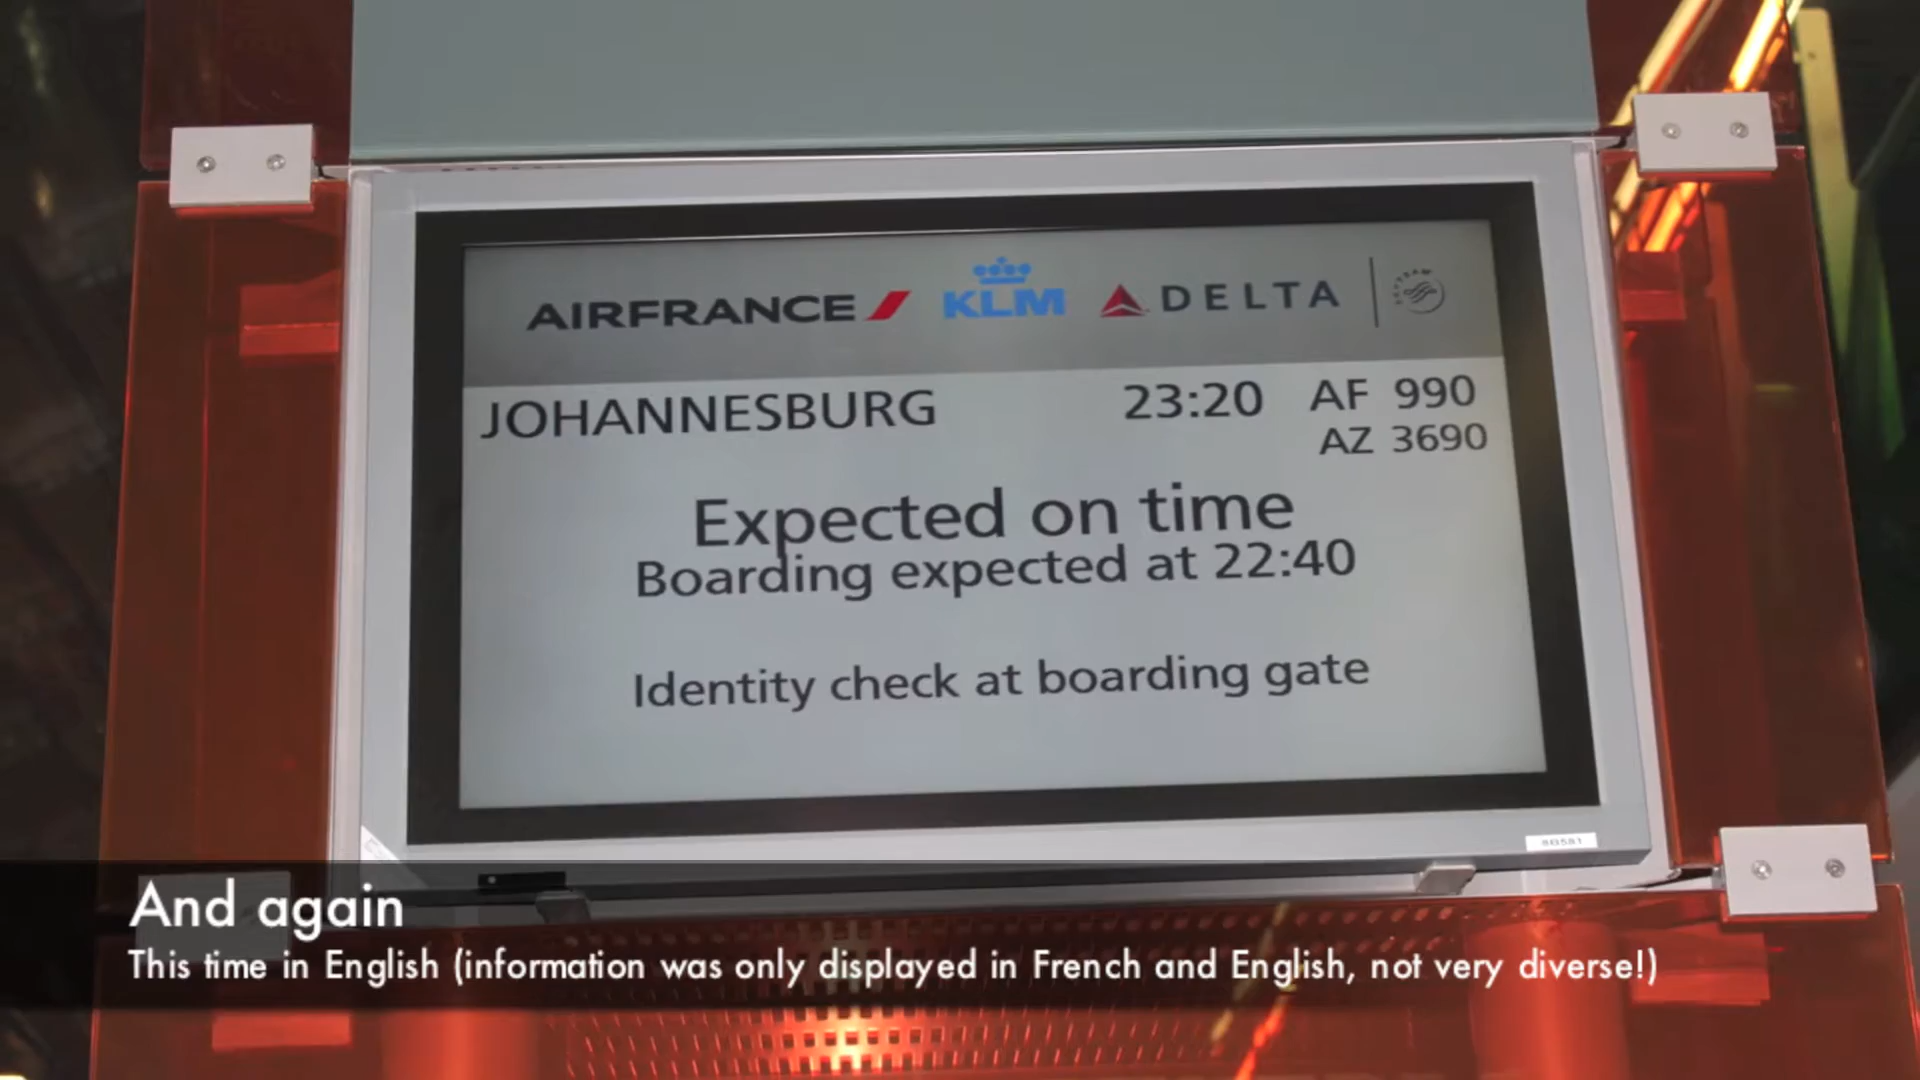 AIRFRANCE KLM DELTA
JOHANNESBURG 23:20 AF 990
AZ 3690
Expected on time
Boarding expected at 22:40
Identity check at boarding gate
And again
This time in English (information was only displayed in French and English, not very diverse!)